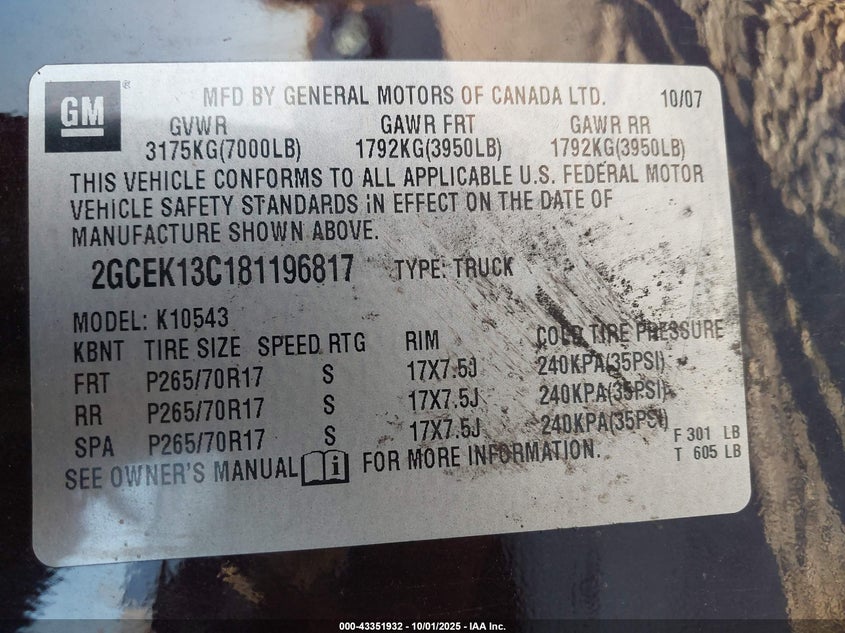 GM ® MFD BY GENERAL MOTORS OF CANADA LTD. 10/07
GVWR GAWR FRT GAWR RR
3175KG(7000LB) 1792KG(3950LB) 1792KG(3950LB)
THIS VEHICLE CONFORMS TO ALL APPLICABLE U.S. FEDERAL MOTOR
VEHICLE SAFETY STANDARDS IN EFFECT ON THE DATE OF
MANUFACTURE SHOWN ABOVE.
2GCEK13C181196817 TYPE: TRUCK
MODEL: K10543
KBNT TIRE SIZE SPEED RTG RIM COLD TIRE PRESSURE
FRT P265/70R17 S 17X7.5J 240KPA(35PSI)
RR P265/70R17 S 17X7.5J 240KPA(35PSI)
SPA P265/70R17 S 17X7.5J 240KPA(35PSI)
SEE OWNER'S MANUAL i FOR MORE INFORMATION.
F 301 LB
T 605 LB
000-43351932 - 10/01/2025 - IAA Inc.